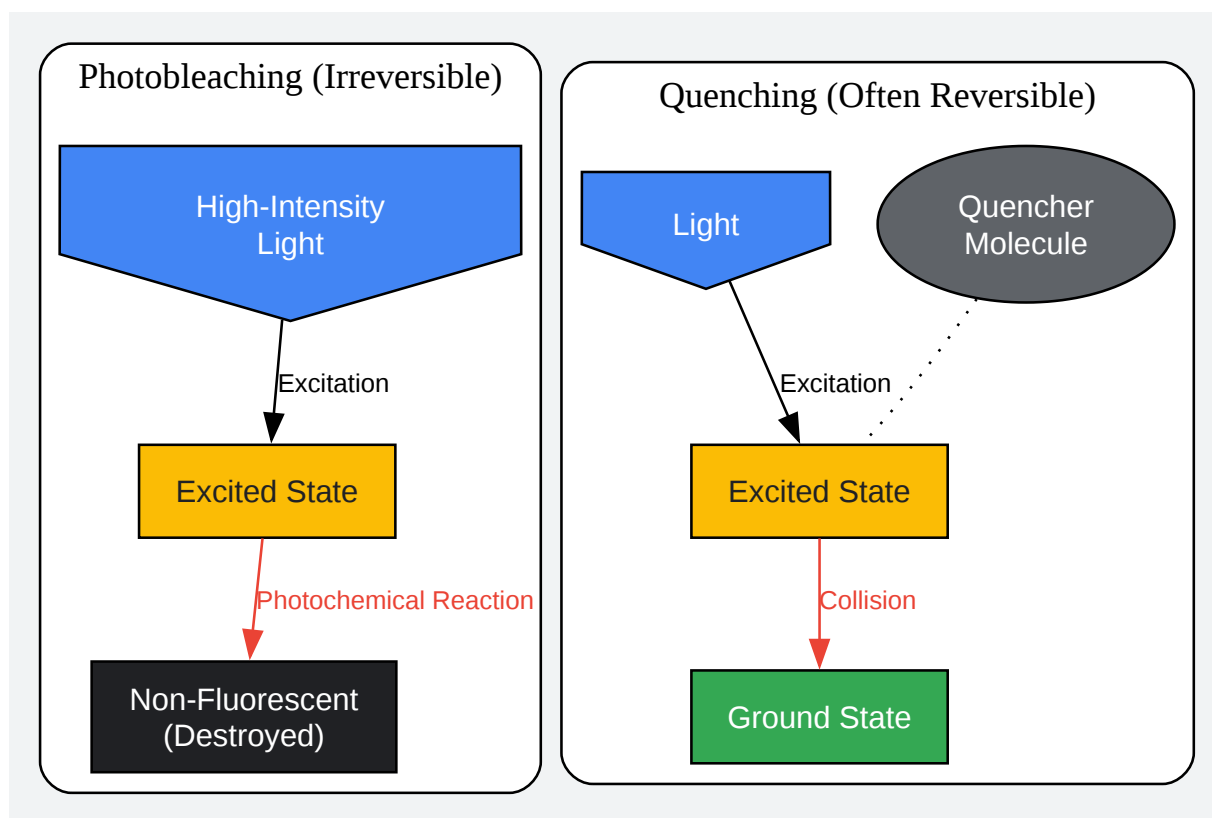 Photobleaching (Irreversible)
High-Intensity
Light
Excitation
Excited State
Photochemical Reaction
Non-Fluorescent
(Destroyed)
Quenching (Often Reversible)
Light
Quencher
Molecule
Excitation
Excited State
Collision
Ground State